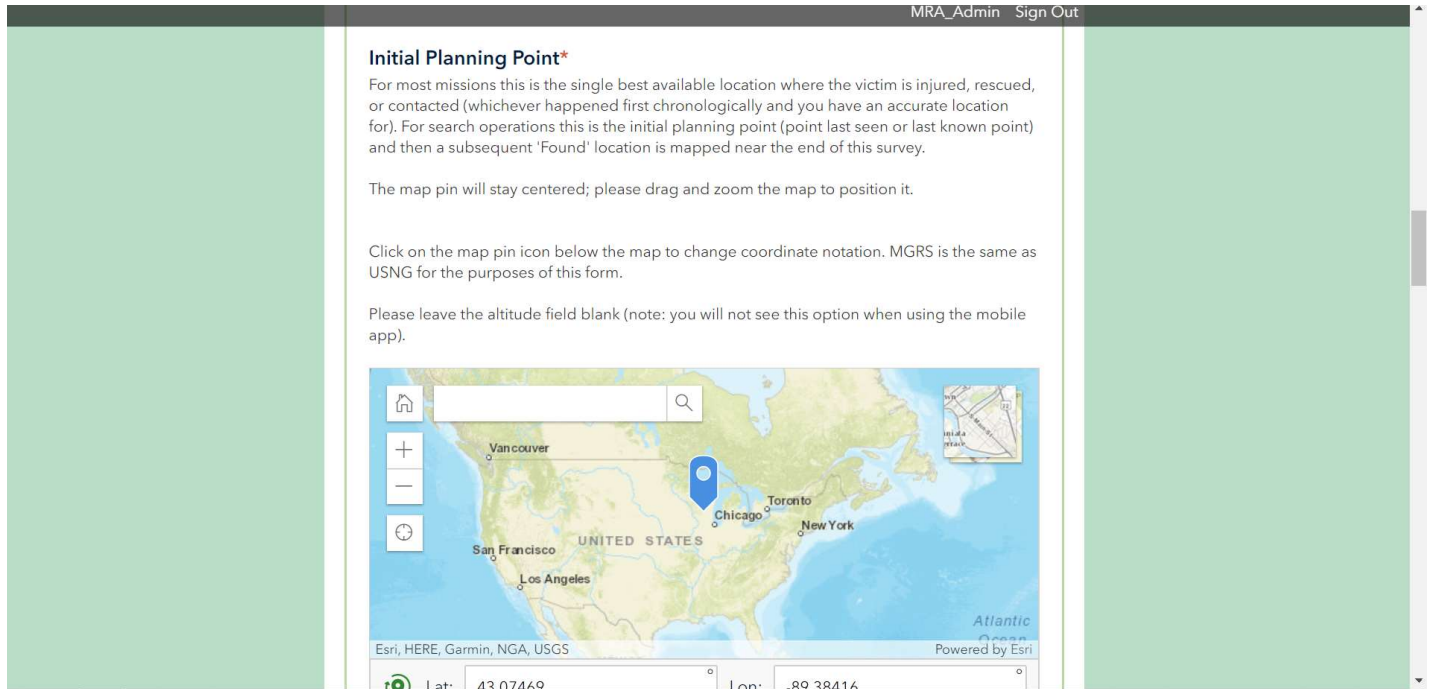 MRA_Admin Sign Out
Initial Planning Point*
For most missions this is the single best available location where the victim is injured, rescued,
or contacted (whichever happened first chronologically and you have an accurate location
for). For search operations this is the initial planning point (point last seen or last known point)
and then a subsequent 'Found' location is mapped near the end of this survey.
The map pin will stay centered; please drag and zoom the map to position it.
Click on the map pin icon below the map to change coordinate notation. MGRS is the same as
USNG for the purposes of this form.
Please leave the altitude field blank (note: you will not see this option when using the mobile
app).
Vancouver
Toronto
Chicago
New York
UNITED STATES
San Francisco
Los Angeles
Atlantic
Ocean
Esri, HERE, Garmin, NGA, USGS
Powered by Esri
Lat: 43.07469 ° Lon: -89.38416 °